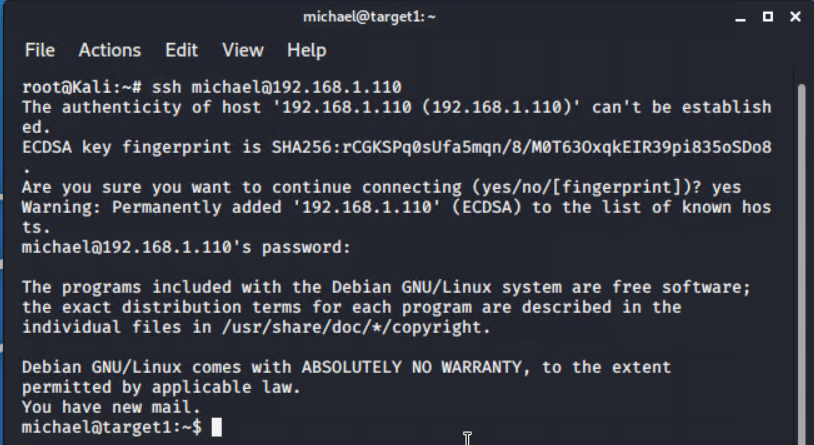 michael@target1: ~
File Actions Edit View Help
root@Kali:~# ssh michael@192.168.1.110
The authenticity of host '192.168.1.110 (192.168.1.110)' can't be establish
ed.
ECDSA key fingerprint is SHA256:rCGKSPq0sUfa5mqn/8/M0T63OxqkEIR39pi835oSDo8
.
Are you sure you want to continue connecting (yes/no/[fingerprint])? yes
Warning: Permanently added '192.168.1.110' (ECDSA) to the list of known hos
ts.
michael@192.168.1.110's password:
The programs included with the Debian GNU/Linux system are free software;
the exact distribution terms for each program are described in the
individual files in /usr/share/doc/*/copyright.
Debian GNU/Linux comes with ABSOLUTELY NO WARRANTY, to the extent
permitted by applicable law.
You have new mail.
michael@target1:~$